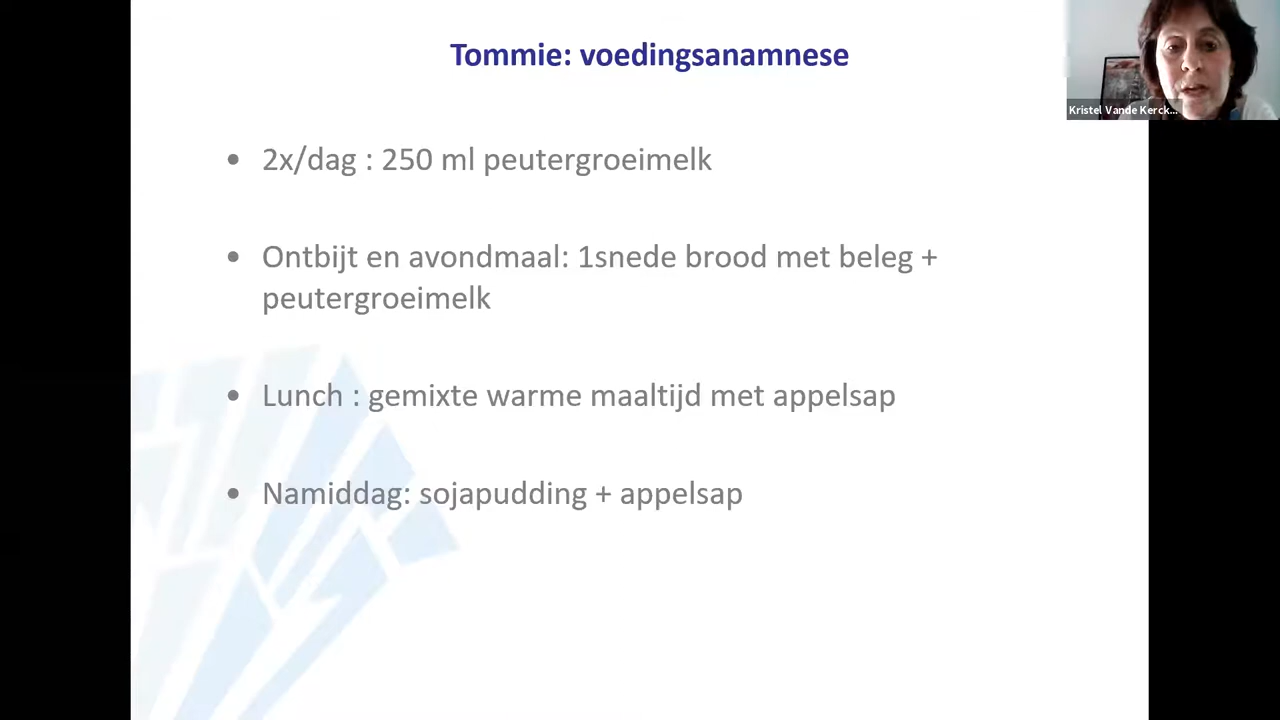 Tommie: voedingsanamnese
Kristel Vande Kerck...
• 2x/dag : 250 ml peutergroeimelk
• Ontbijt en avondmaal: 1snede brood met beleg +
peutergroeimelk
• Lunch : gemixte warme maaltijd met appelsap
• Namiddag: sojapudding + appelsap